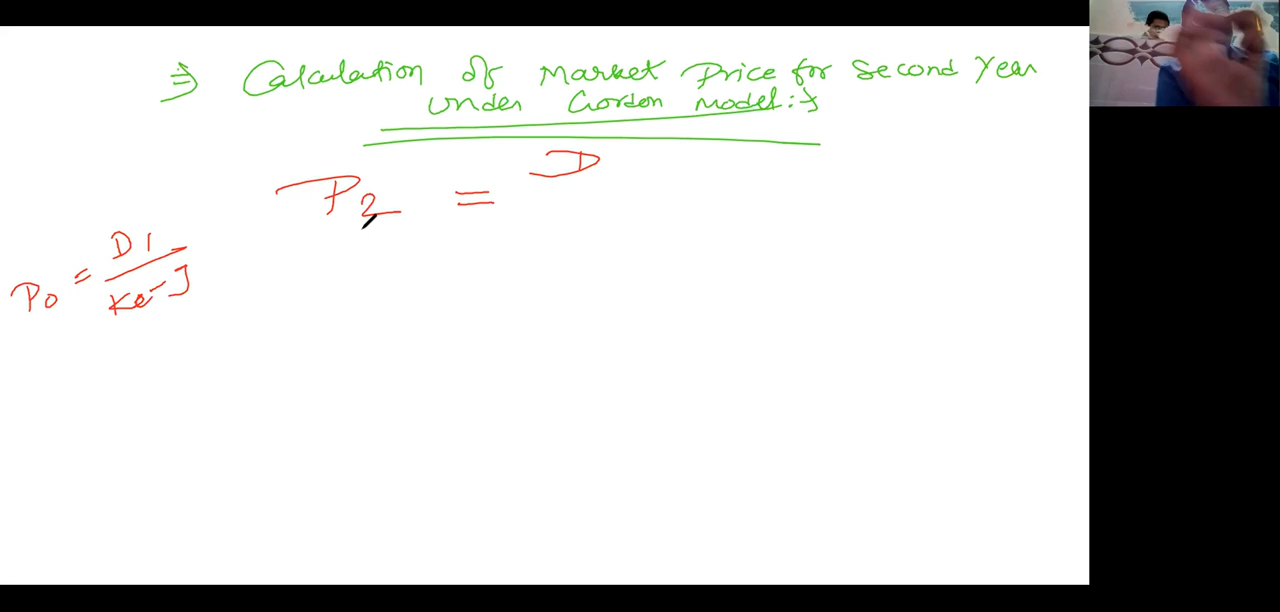 ⇒ Calculation of Market Price for Second Year
under Gordon Model :→
P2 = D
P0 = D1 / Ke - g